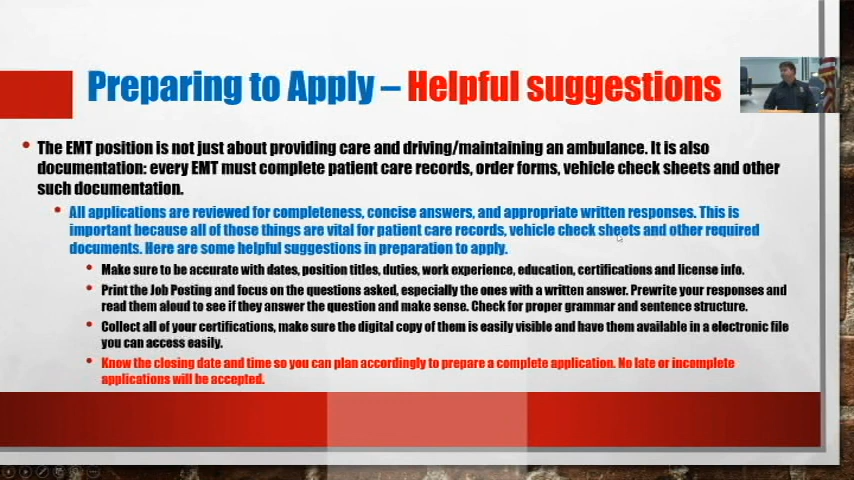 Preparing to Apply – Helpful suggestions
The EMT position is not just about providing care and driving/maintaining an ambulance. It is also
documentation: every EMT must complete patient care records, order forms, vehicle check sheets and other
such documentation.
All applications are reviewed for completeness, concise answers, and appropriate written responses. This is
important because all of those things are vital for patient care records, vehicle check sheets and other required
documents. Here are some helpful suggestions in preparation to apply.
Make sure to be accurate with dates, position titles, duties, work experience, education, certifications and license info.
Print the Job Posting and focus on the questions asked, especially the ones with a written answer. Prewrite your responses and
read them aloud to see if they answer the question and make sense. Check for proper grammar and sentence structure.
Collect all of your certifications, make sure the digital copy of them is easily visible and have them available in a electronic file
you can access easily.
Know the closing date and time so you can plan accordingly to prepare a complete application. No late or incomplete
applications will be accepted.